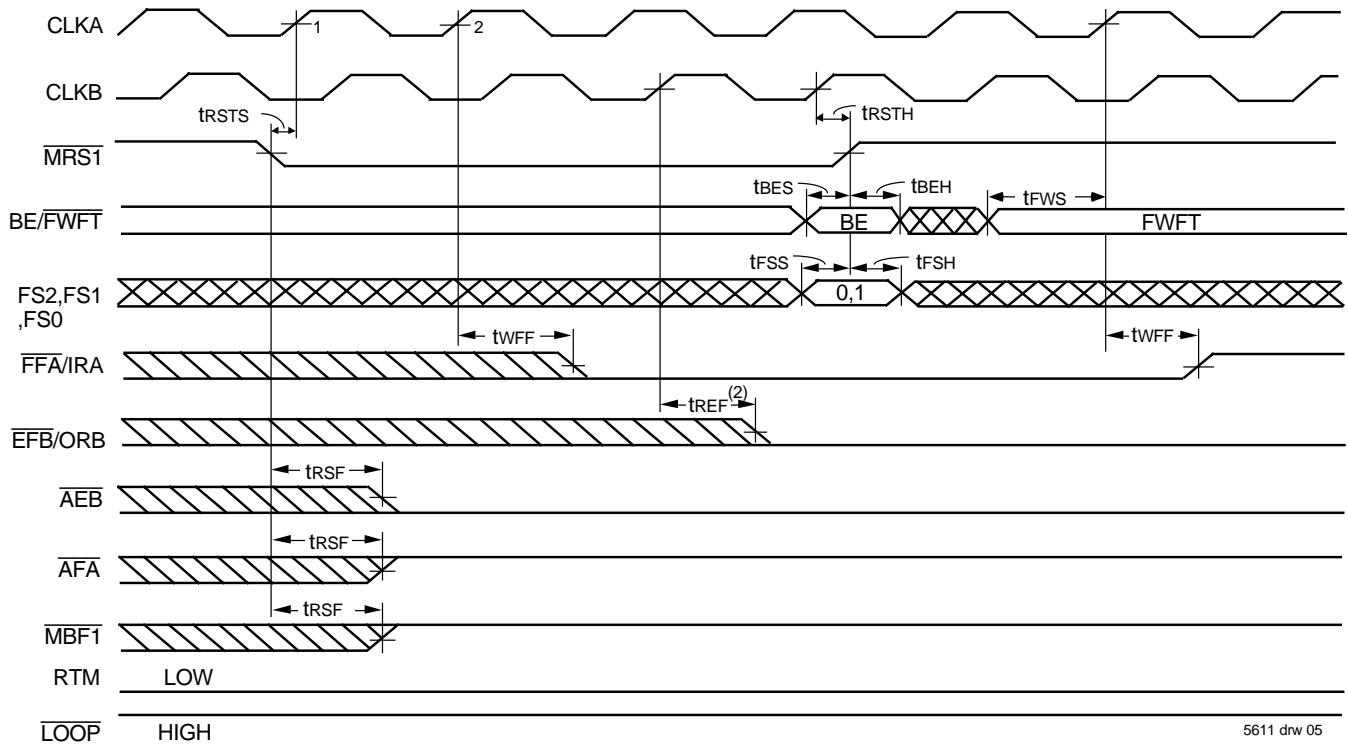 CLKA
1
2
CLKB
tRSTS
tRSTH
MRS1
tBES
tBEH
tFWS
BE/FWFT
BE
FWFT
tFSS
tFSH
FS2,FS1
,FS0
0,1
tWFF
tWFF
FFA/IRA
tREF(2)
EFB/ORB
tRSF
AEB
tRSF
AFA
tRSF
MBF1
RTM LOW
LOOP HIGH
5611 drw 05